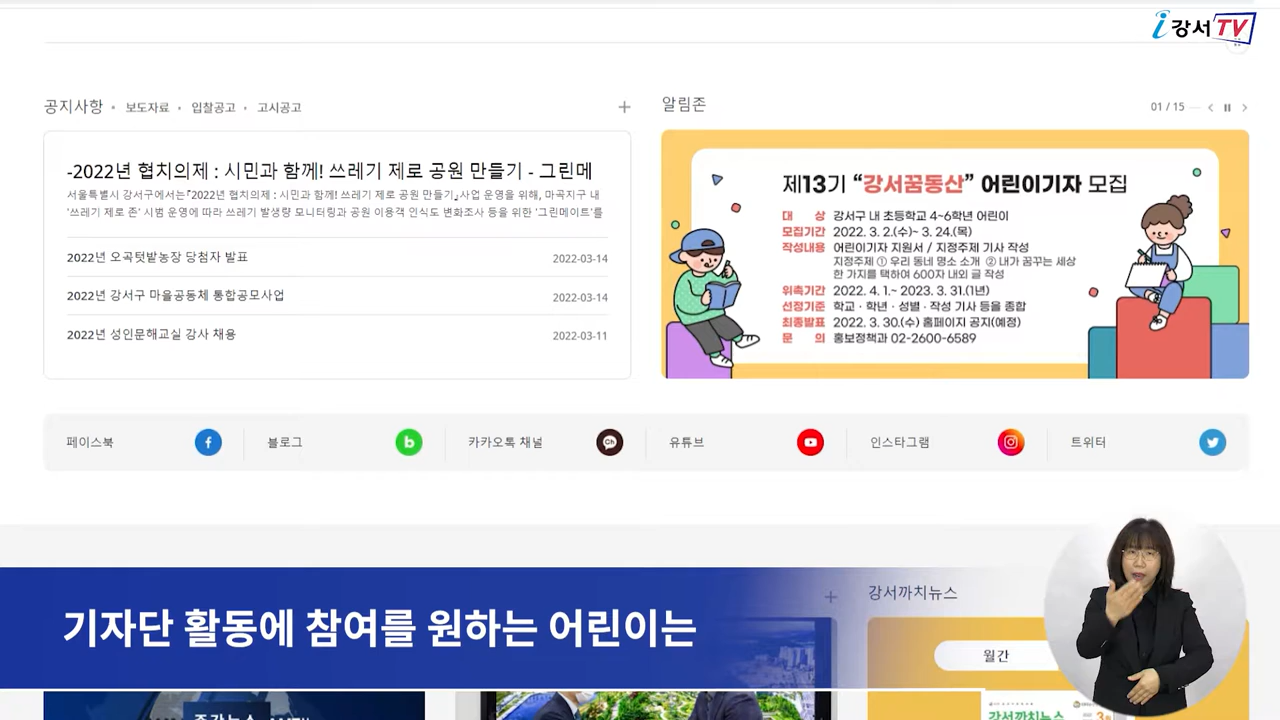 i강서TV
공지사항 • 보도자료 • 입찰공고 • 고시공고
-2022년 협치의제 : 시민과 함께! 쓰레기 제로 공원 만들기 - 그린메
서울특별시 강서구에서는「2022년 협치의제 : 시민과 함께! 쓰레기 제로 공원 만들기」사업 운영을 위해, 마곡지구 내
'쓰레기 제로 존' 시범 운영에 따라 쓰레기 발생량 모니터링과 공원 이용객 인식도 변화조사 등을 위한 '그린메이트'를
2022년 오곡텃밭농장 당첨자 발표 2022-03-14
2022년 강서구 마을공동체 통합공모사업 2022-03-14
2022년 성인문해교실 강사 채용 2022-03-11
알림존 01 / 15
제13기 “강서꿈동산” 어린이기자 모집
대 상 강서구 내 초등학교 4~6학년 어린이
모집기간 2022. 3. 2.(수)~ 3. 24.(목)
작성내용 어린이기자 지원서 / 지정주제 기사 작성
지정주제 ① 우리 동네 명소 소개 ② 내가 꿈꾸는 세상
한 가지를 택하여 600자 내외 글 작성
위촉기간 2022. 4. 1.~ 2023. 3. 31.(1년)
선정기준 학교 · 학년 · 성별 · 작성 기사 등을 종합
최종발표 2022. 3. 30.(수) 홈페이지 공지(예정)
문 의 홍보정책과 02-2600-6589
페이스북 블로그 카카오톡 채널 유튜브 인스타그램 트위터
강서까치뉴스
기자단 활동에 참여를 원하는 어린이는
월간
강서까치뉴스
3